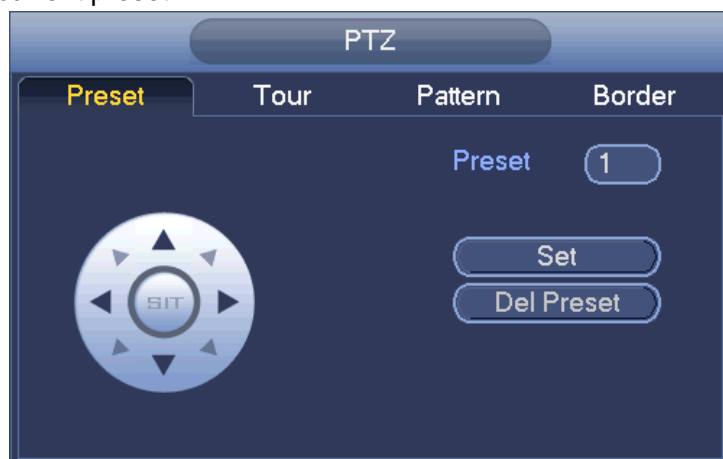 PTZ
Preset Tour Pattern Border
Preset 1
Set
SIT
Del Preset